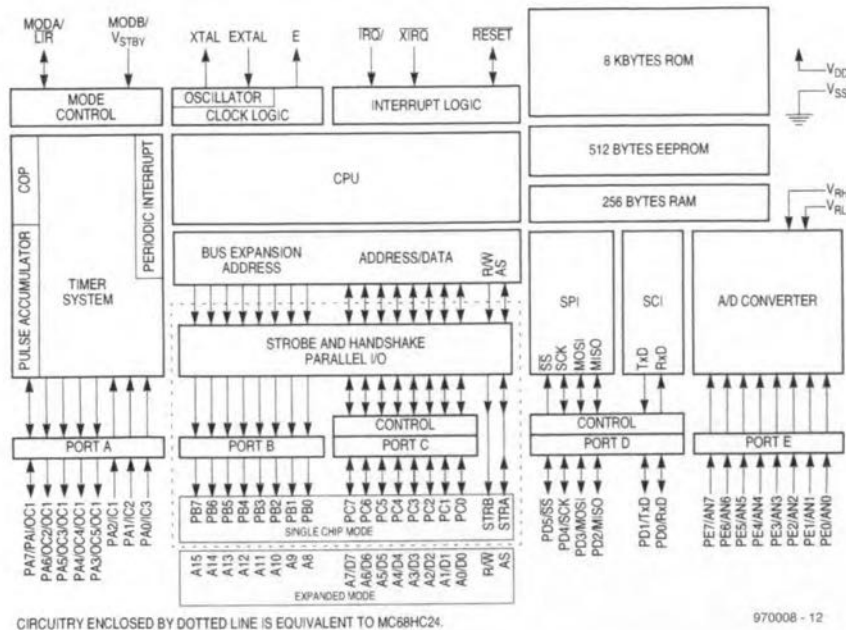 MODA/
LIR
MODB/
VSTBY
XTAL EXTAL E
IRQ/ XIRQ RESET
MODE
CONTROL
OSCILLATOR
CLOCK LOGIC
INTERRUPT LOGIC
8 KBYTES ROM
VDD
VSS
COP
PULSE ACCUMULATOR
TIMER
SYSTEM
PERIODIC INTERRUPT
CPU
512 BYTES EEPROM
256 BYTES RAM
VRH
VRL
BUS EXPANSION
ADDRESS
ADDRESS/DATA
R/W
AS
STROBE AND HANDSHAKE
PARALLEL I/O
SPI
SS
SCK
MOSI
MISO
SCI
TxD
RxD
A/D CONVERTER
PORT A
PORT B
CONTROL
PORT C
CONTROL
PORT D
PORT E
PA7/PAI/OC1
PA6/OC2/OC1
PA5/OC3/OC1
PA4/OC4/OC1
PA3/OC5/OC1
PA2/IC1
PA1/IC2
PA0/IC3
PB7
PB6
PB5
PB4
PB3
PB2
PB1
PB0
PC7
PC6
PC5
PC4
PC3
PC2
PC1
PC0
STRB
STRA
SINGLE CHIP MODE
A15
A14
A13
A12
A11
A10
A9
A8
A7/D7
A6/D6
A5/D5
A4/D4
A3/D3
A2/D2
A1/D1
A0/D0
R/W
AS
EXPANDED MODE
PD5/SS
PD4/SCK
PD3/MOSI
PD2/MISO
PD1/TxD
PD0/RxD
PE7/AN7
PE6/AN6
PE5/AN5
PE4/AN4
PE3/AN3
PE2/AN2
PE1/AN1
PE0/AN0
CIRCUITRY ENCLOSED BY DOTTED LINE IS EQUIVALENT TO MC68HC24.
970008 - 12